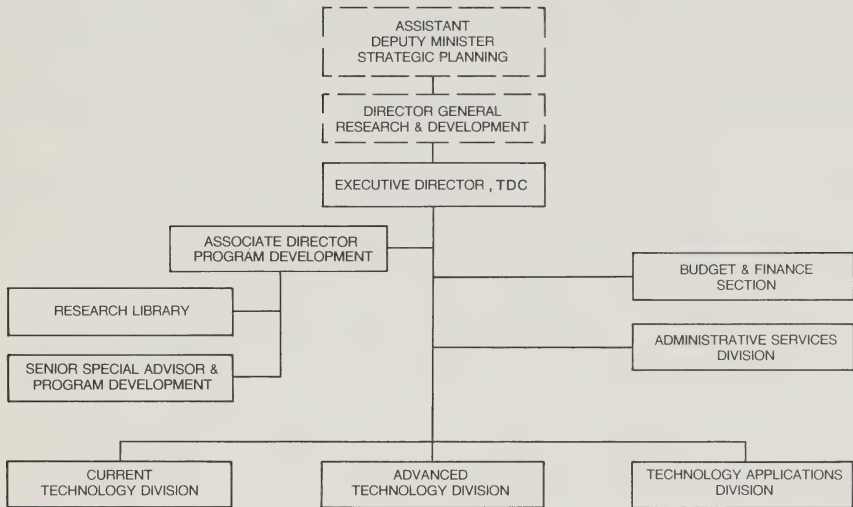 ASSISTANT
DEPUTY MINISTER
STRATEGIC PLANNING
DIRECTOR GENERAL
RESEARCH & DEVELOPMENT
EXECUTIVE DIRECTOR , TDC
ASSOCIATE DIRECTOR
PROGRAM DEVELOPMENT
BUDGET & FINANCE
SECTION
RESEARCH LIBRARY
ADMINISTRATIVE SERVICES
DIVISION
SENIOR SPECIAL ADVISOR &
PROGRAM DEVELOPMENT
CURRENT
TECHNOLOGY DIVISION
ADVANCED
TECHNOLOGY DIVISION
TECHNOLOGY APPLICATIONS
DIVISION